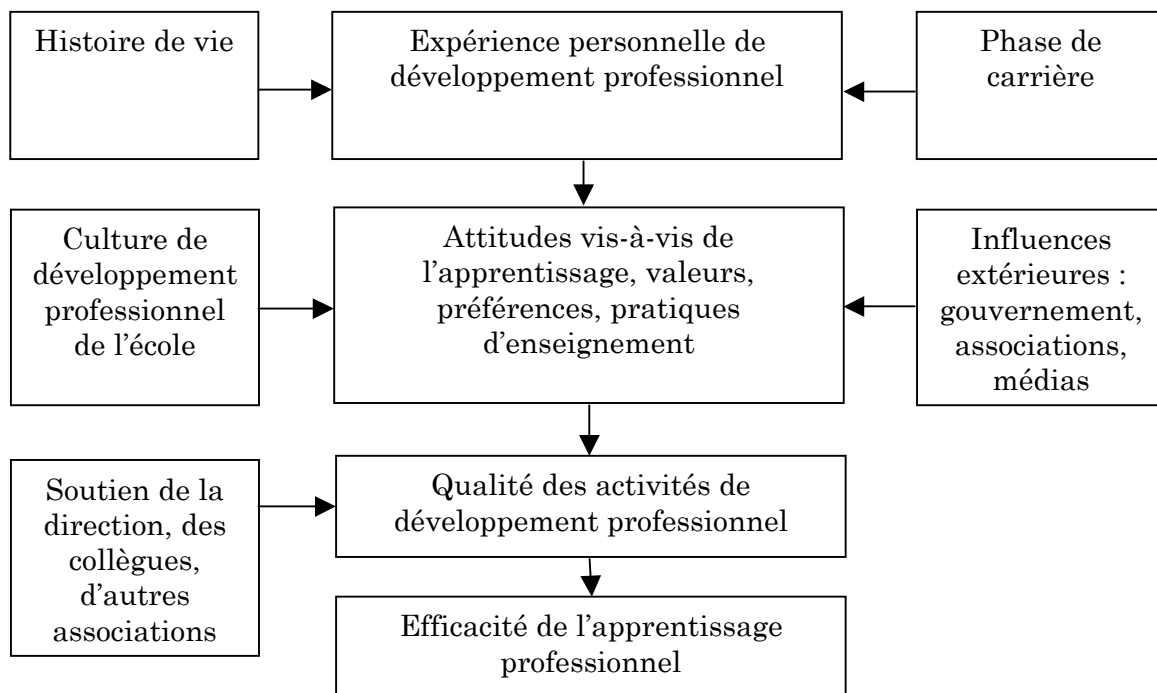 Histoire de vie
Expérience personnelle de
développement professionnel
Phase de
carrière
Culture de
développement
professionnel
de l’école
Attitudes vis-à-vis de
l’apprentissage, valeurs,
préférences, pratiques
d’enseignement
Influences
extérieures :
gouvernement,
associations,
médias
Soutien de la
direction, des
collègues,
d’autres
associations
Qualité des activités de
développement professionnel
Efficacité de l’apprentissage
professionnel